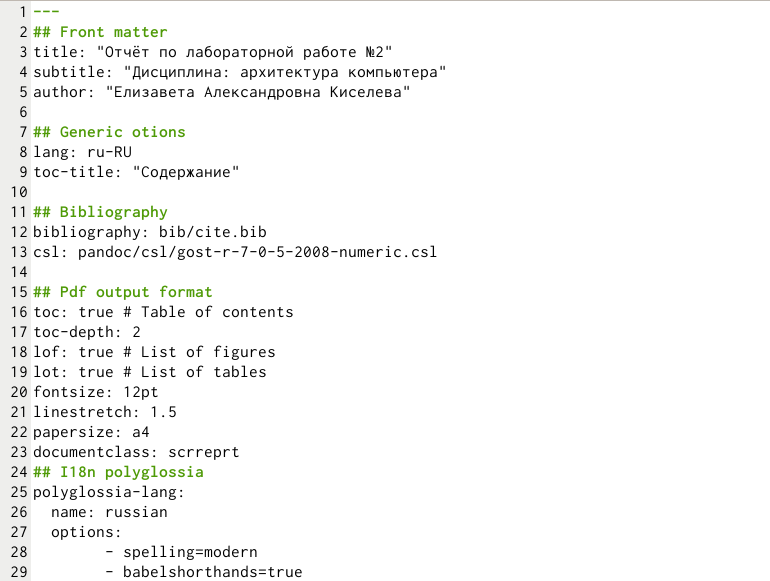 1 ---
2 ## Front matter
3 title: "Отчёт по лабораторной работе №2"
4 subtitle: "Дисциплина: архитектура компьютера"
5 author: "Елизавета Александровна Киселева"
6
7 ## Generic otions
8 lang: ru-RU
9 toc-title: "Содержание"
10
11 ## Bibliography
12 bibliography: bib/cite.bib
13 csl: pandoc/csl/gost-r-7-0-5-2008-numeric.csl
14
15 ## Pdf output format
16 toc: true # Table of contents
17 toc-depth: 2
18 lof: true # List of figures
19 lot: true # List of tables
20 fontsize: 12pt
21 linestretch: 1.5
22 papersize: a4
23 documentclass: scrreprt
24 ## I18n polyglossia
25 polyglossia-lang:
26   name: russian
27   options:
28         - spelling=modern
29         - babelshorthands=true